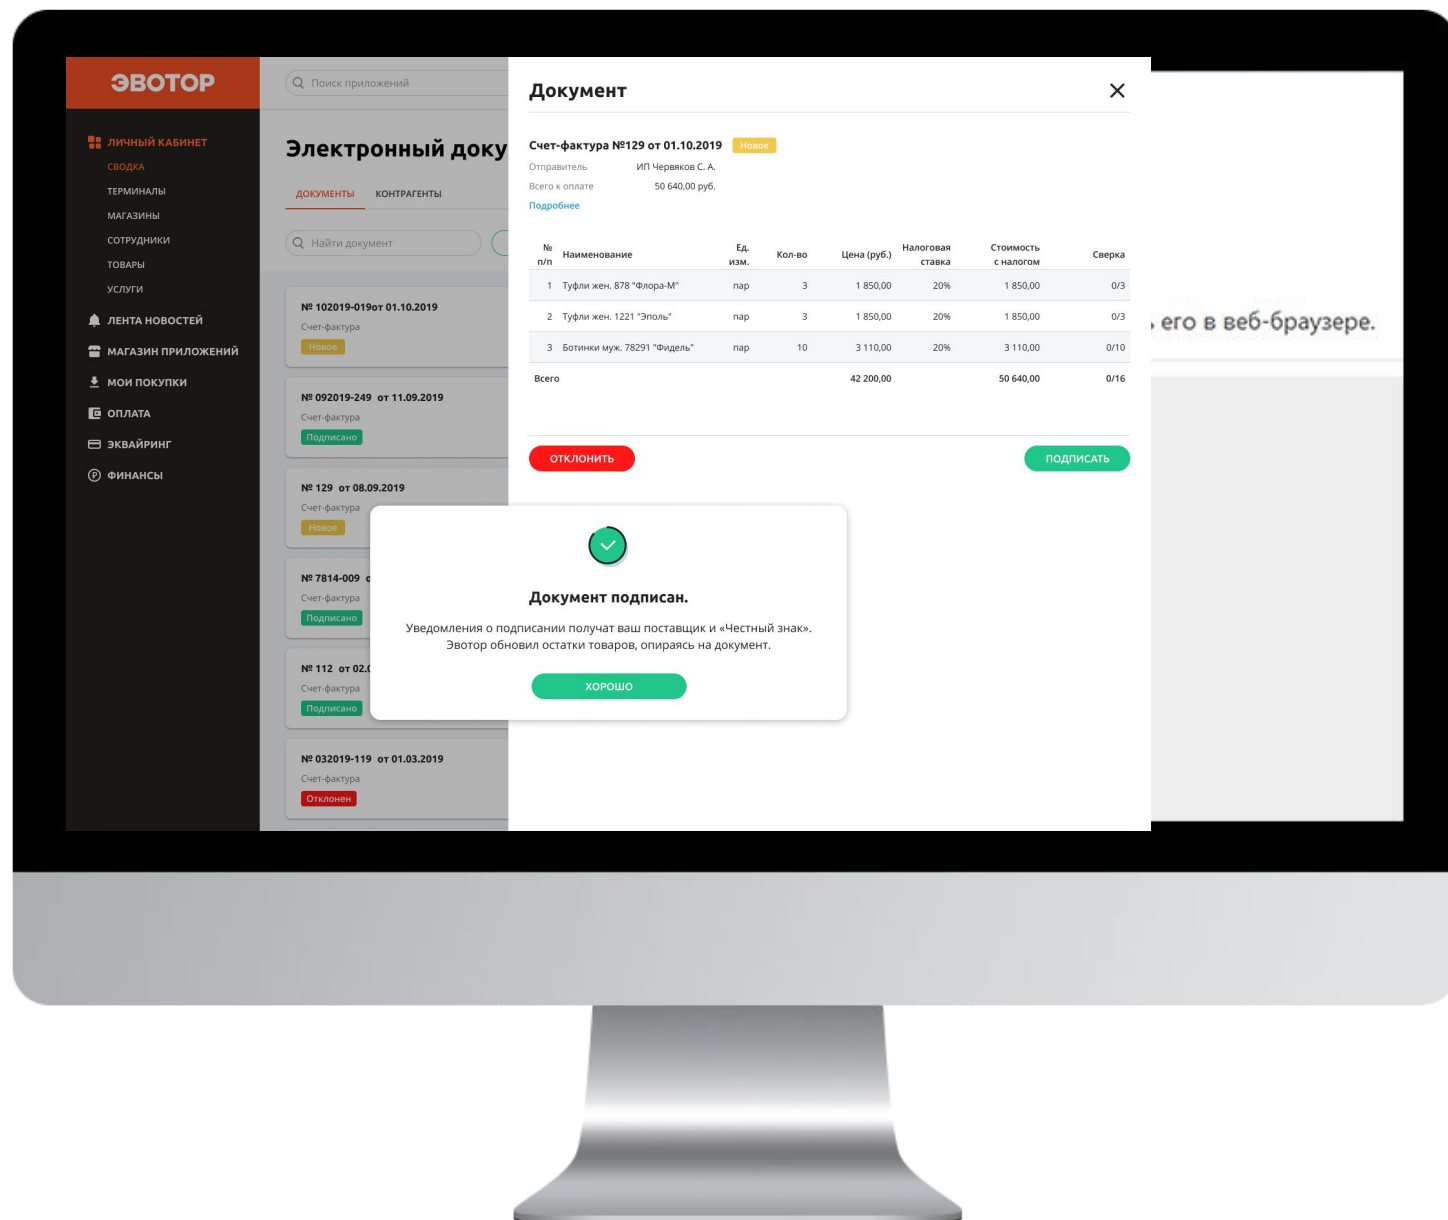 ЭВОТОР
Поиск приложений
ЛИЧНЫЙ КАБИНЕТ
СВОДКА
ТЕРМИНАЛЫ
МАГАЗИНЫ
СОТРУДНИКИ
ТОВАРЫ
УСЛУГИ
ЛЕНТА НОВОСТЕЙ
МАГАЗИН ПРИЛОЖЕНИЙ
МОИ ПОКУПКИ
ОПЛАТА
ЭКВАЙРИНГ
ФИНАНСЫ
Электронный доку
ДОКУМЕНТЫ КОНТРАГЕНТЫ
Найти документ
№ 102019-019от 01.10.2019
Счет-фактура
Новое
№ 092019-249 от 11.09.2019
Счет-фактура
Подписано
№ 129 от 08.09.2019
Счет-фактура
Новое
№ 7814-009
Счет-фактура
Подписано
№ 112 от 02.
Счет-фактура
Подписано
№ 032019-119 от 01.03.2019
Счет-фактура
Отклонен
Документ
Счет-фактура №129 от 01.10.2019 Новое
Отправитель ИП Червяков С. А.
Всего к оплате 50 640,00 руб.
Подробнее
№ п/п Наименование Ед. изм. Кол-во Цена (руб.) Налоговая ставка Стоимость с налогом Сверка
1 Туфли жен. 878 "Флора-М" пар 3 1 850,00 20% 1 850,00 0/3
2 Туфли жен. 1221 "Эполь" пар 3 1 850,00 20% 1 850,00 0/3
3 Ботинки муж. 78291 "Фидель" пар 10 3 110,00 20% 3 110,00 0/10
Всего 42 200,00 50 640,00 0/16
ОТКЛОНИТЬ ПОДПИСАТЬ
Документ подписан.
Уведомления о подписании получат ваш поставщик и «Честный знак».
Эвотор обновил остатки товаров, опираясь на документ.
ХОРОШО
его в веб-браузере.